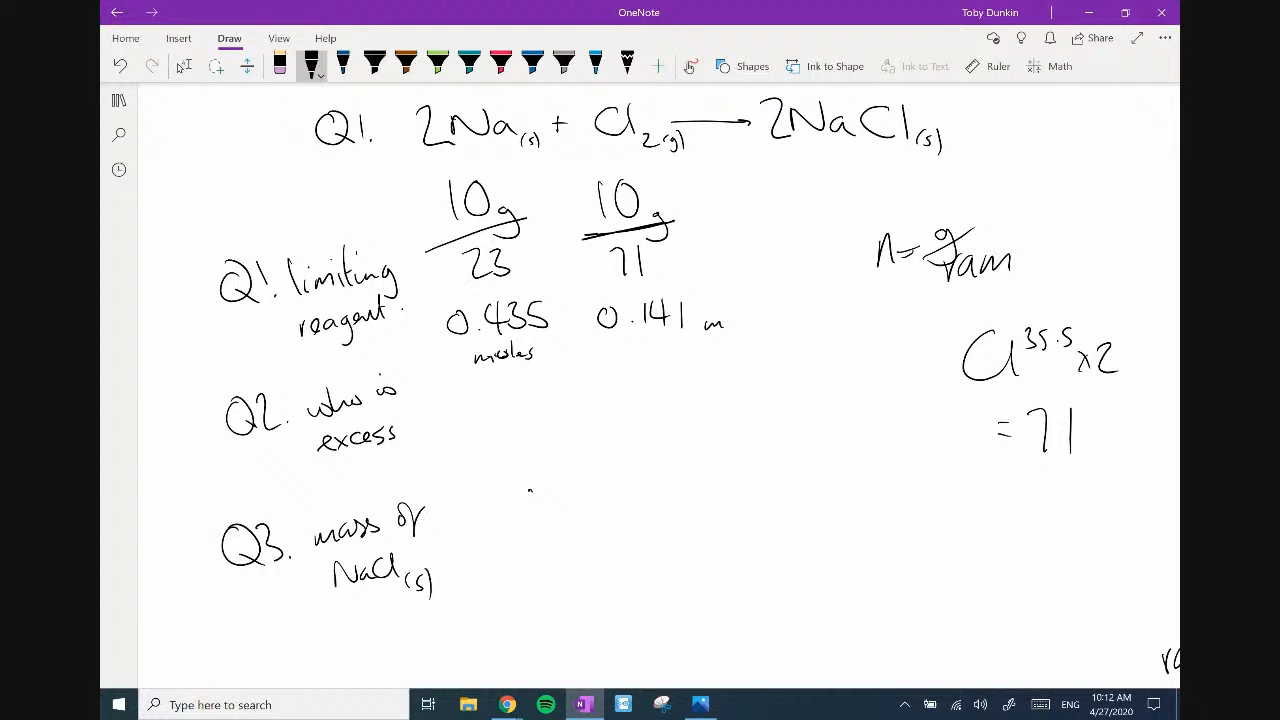 OneNote
Toby Dunkin
Home Insert Draw View Help
Share
Shapes Ink to Shape Ink to Text Ruler Math
Q1. 2Na(s) + Cl2(g) → 2NaCl(s)
10g 10g
23 71
n= g/ram
Q1. limiting
reagent.
0.435 0.141 m
moles
Cl 35.5 x2
= 71
Q2. who is
excess
Q3. mass of
NaCl(s)
Type here to search
ENG
10:12 AM
4/27/2020